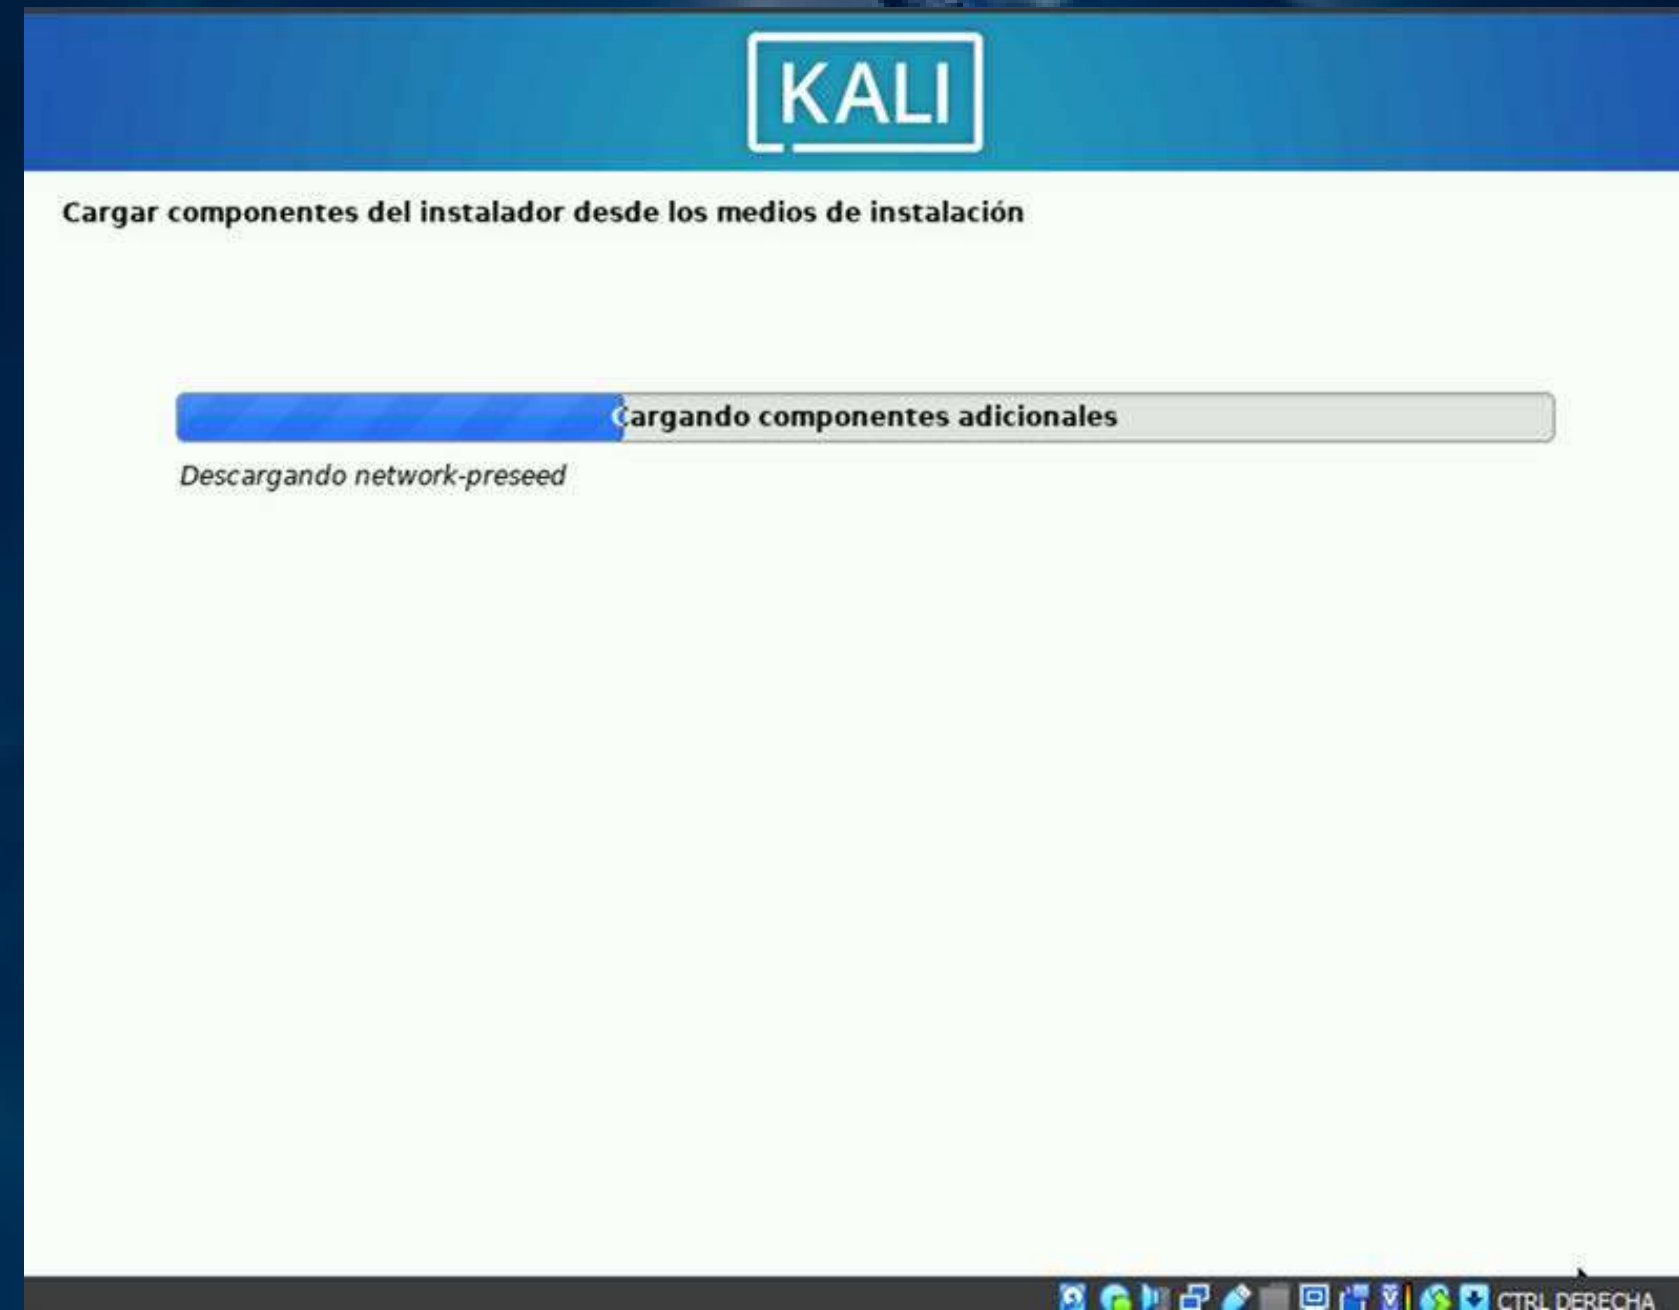 KALI
Cargar componentes del instalador desde los medios de instalación
Cargando componentes adicionales
Descargando network-preseed
CTRL DERECHA